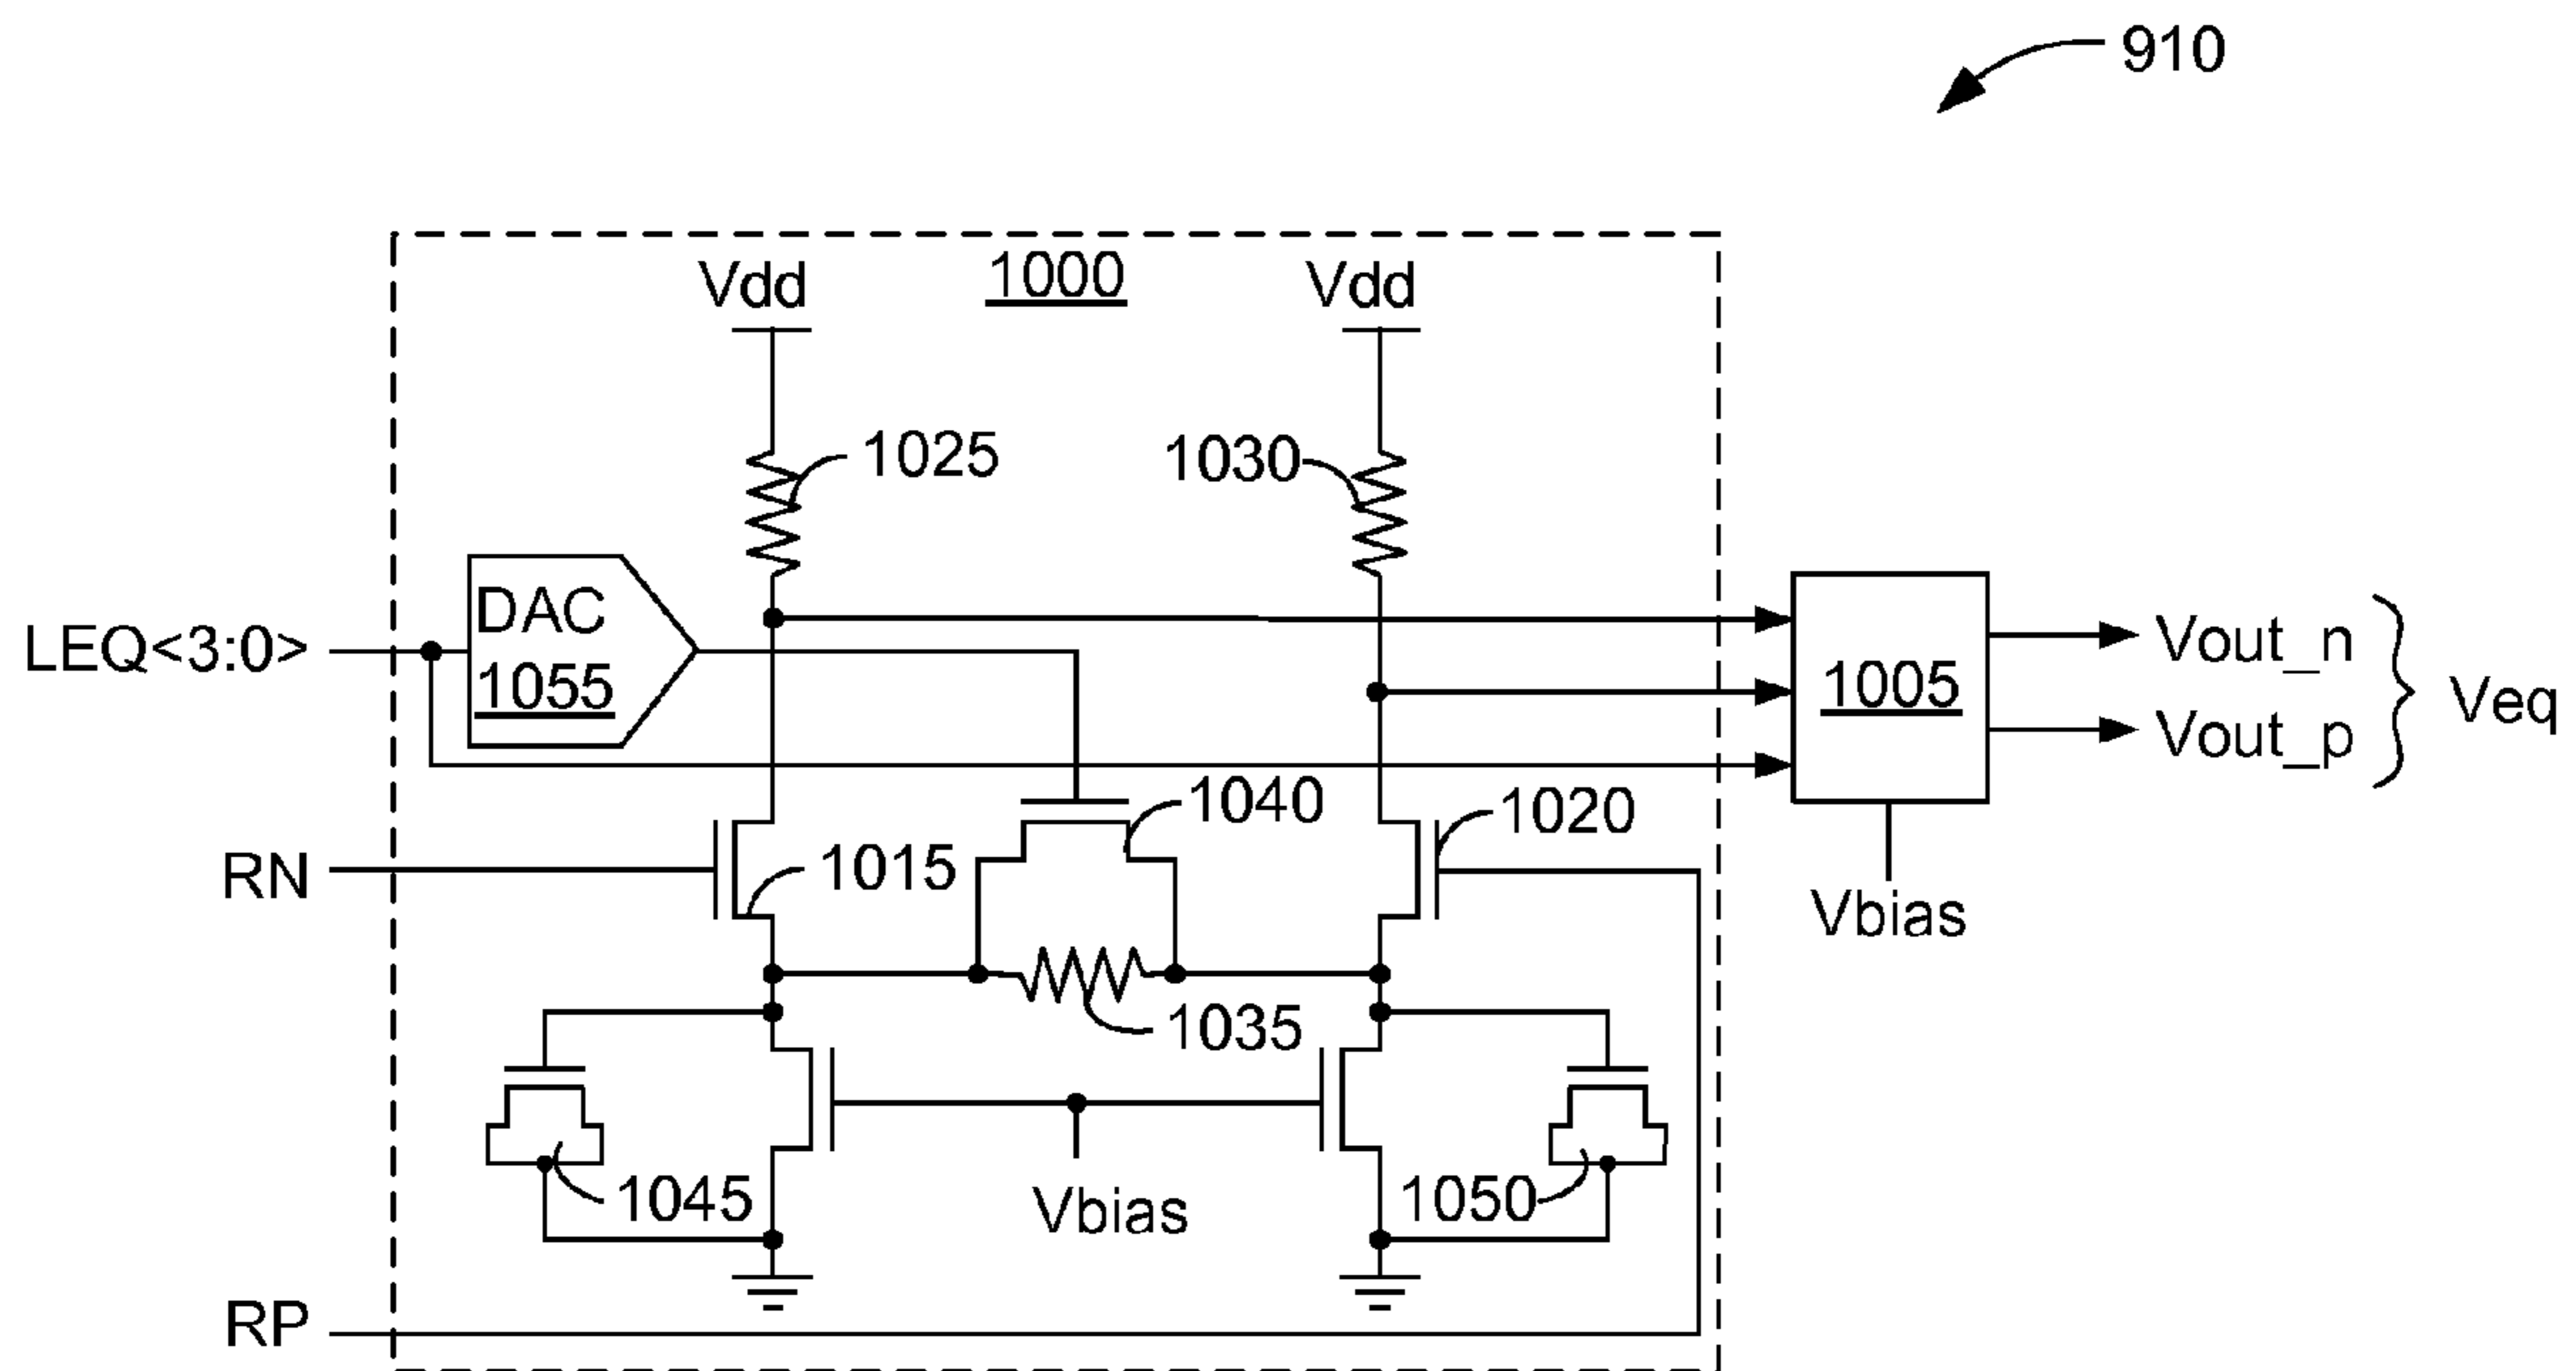 910
Vdd
1000
Vdd
1025
1030
LEQ<3:0>
DAC
1055
1005
Vout_n
Vout_p
Veq
1040
1020
RN
1015
Vbias
1035
1045
Vbias
1050
RP